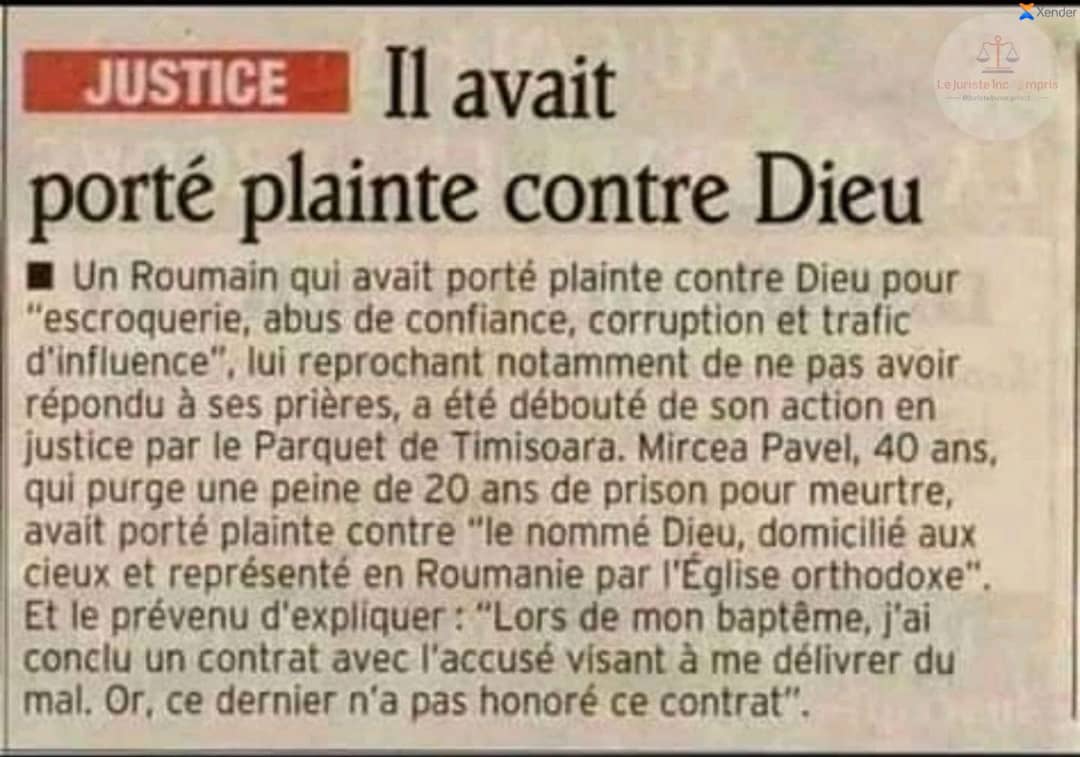 Xender
Le Juriste Inc mpris
JUSTICE Il avait
porté plainte contre Dieu
■ Un Roumain qui avait porté plainte contre Dieu pour
"escroquerie, abus de confiance, corruption et trafic
d'influence", lui reprochant notamment de ne pas avoir
répondu à ses prières, a été débouté de son action en
justice par le Parquet de Timisoara. Mircea Pavel, 40 ans,
qui purge une peine de 20 ans de prison pour meurtre,
avait porté plainte contre "le nommé Dieu, domicilié aux
cieux et représenté en Roumanie par l'Église orthodoxe".
Et le prévenu d'expliquer : "Lors de mon baptême, j'ai
conclu un contrat avec l'accusé visant à me délivrer du
mal. Or, ce dernier n'a pas honoré ce contrat".